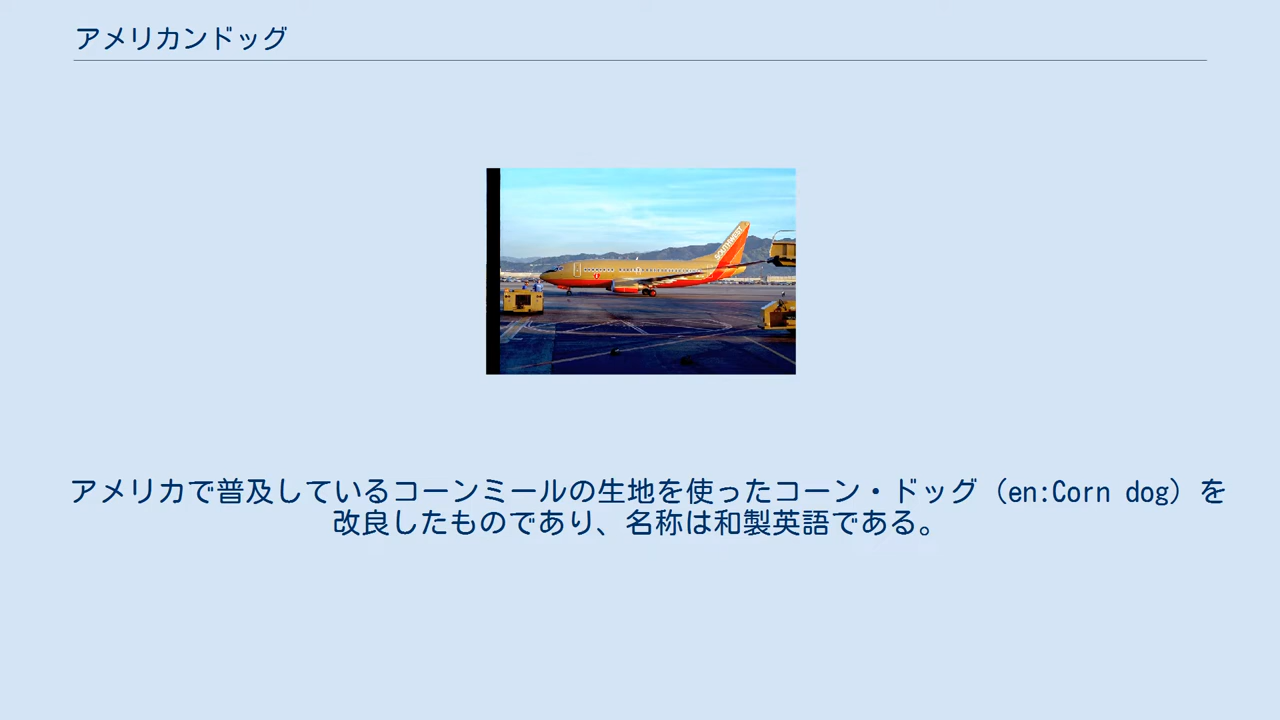 アメリカンドッグ
SOUTHWEST
アメリカで普及しているコーンミールの生地を使ったコーン・ドッグ（en:Corn dog）を
改良したものであり、名称は和製英語である。